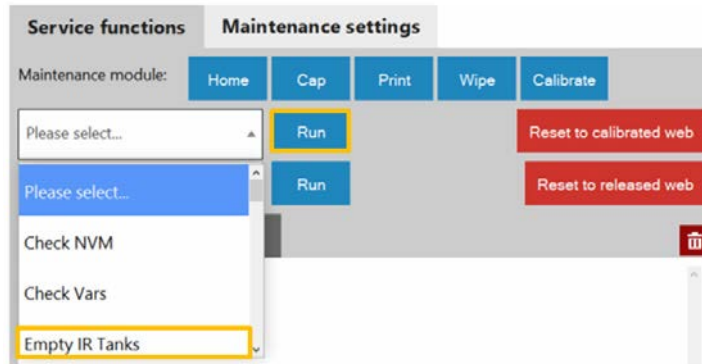 Service functions Maintenance settings
Maintenance module: Home Cap Print Wipe Calibrate
Please select... Run Reset to calibrated web
Please select... Run Reset to released web
Check NVM
Check Vars
Empty IR Tanks